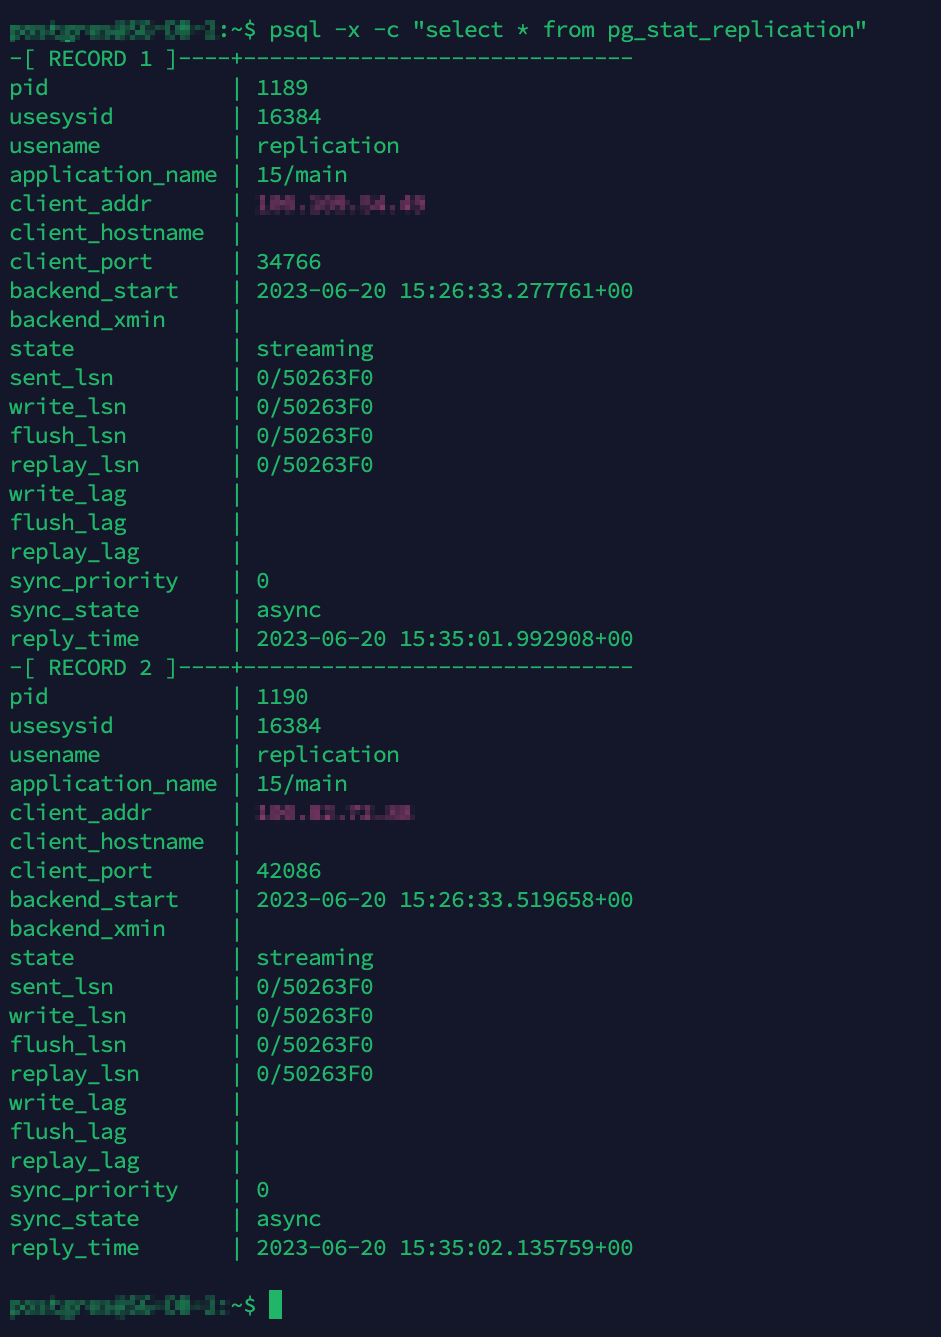 :~$ psql -x -c "select * from pg_stat_replication"
-[ RECORD 1 ]----+------------------------------
pid              | 1189
usesysid         | 16384
usename          | replication
application_name | 15/main
client_addr      |
client_hostname  |
client_port      | 34766
backend_start    | 2023-06-20 15:26:33.277761+00
backend_xmin     |
state            | streaming
sent_lsn         | 0/50263F0
write_lsn        | 0/50263F0
flush_lsn        | 0/50263F0
replay_lsn       | 0/50263F0
write_lag        |
flush_lag        |
replay_lag       |
sync_priority    | 0
sync_state       | async
reply_time       | 2023-06-20 15:35:01.992908+00
-[ RECORD 2 ]----+------------------------------
pid              | 1190
usesysid         | 16384
usename          | replication
application_name | 15/main
client_addr      |
client_hostname  |
client_port      | 42086
backend_start    | 2023-06-20 15:26:33.519658+00
backend_xmin     |
state            | streaming
sent_lsn         | 0/50263F0
write_lsn        | 0/50263F0
flush_lsn        | 0/50263F0
replay_lsn       | 0/50263F0
write_lag        |
flush_lag        |
replay_lag       |
sync_priority    | 0
sync_state       | async
reply_time       | 2023-06-20 15:35:02.135759+00
:~$